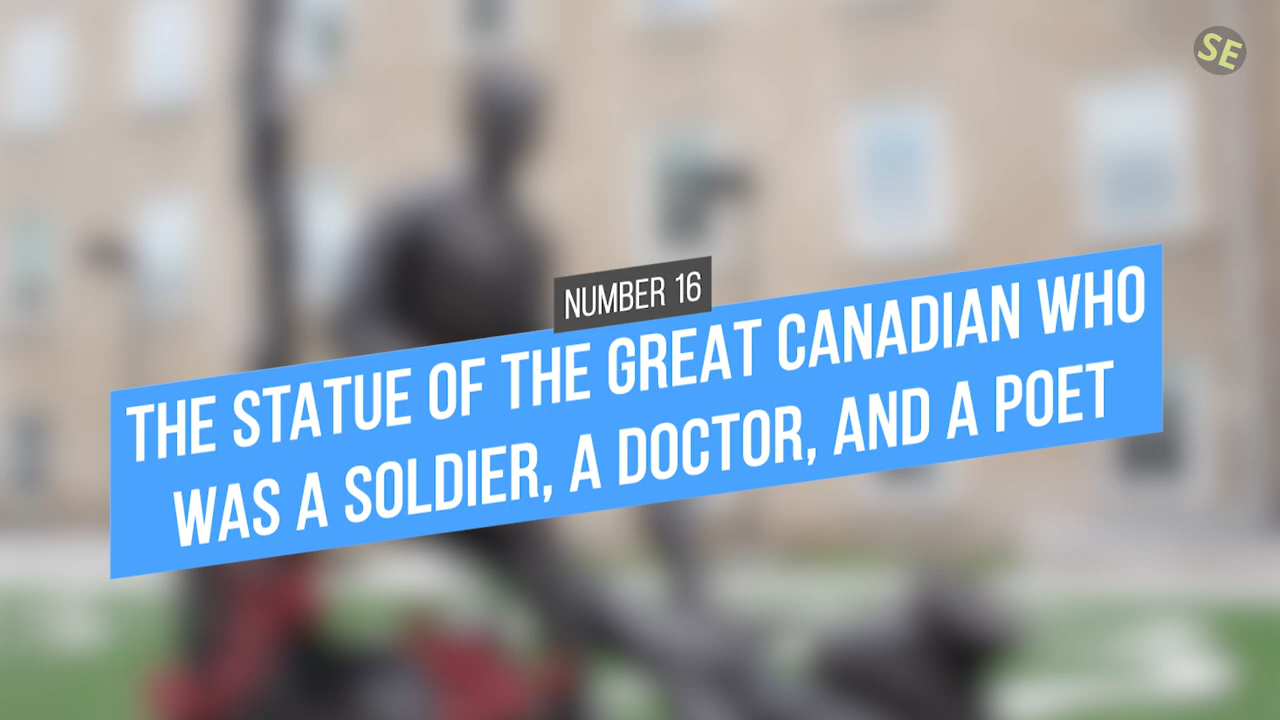 SE
NUMBER 16
THE STATUE OF THE GREAT CANADIAN WHO
WAS A SOLDIER, A DOCTOR, AND A POET